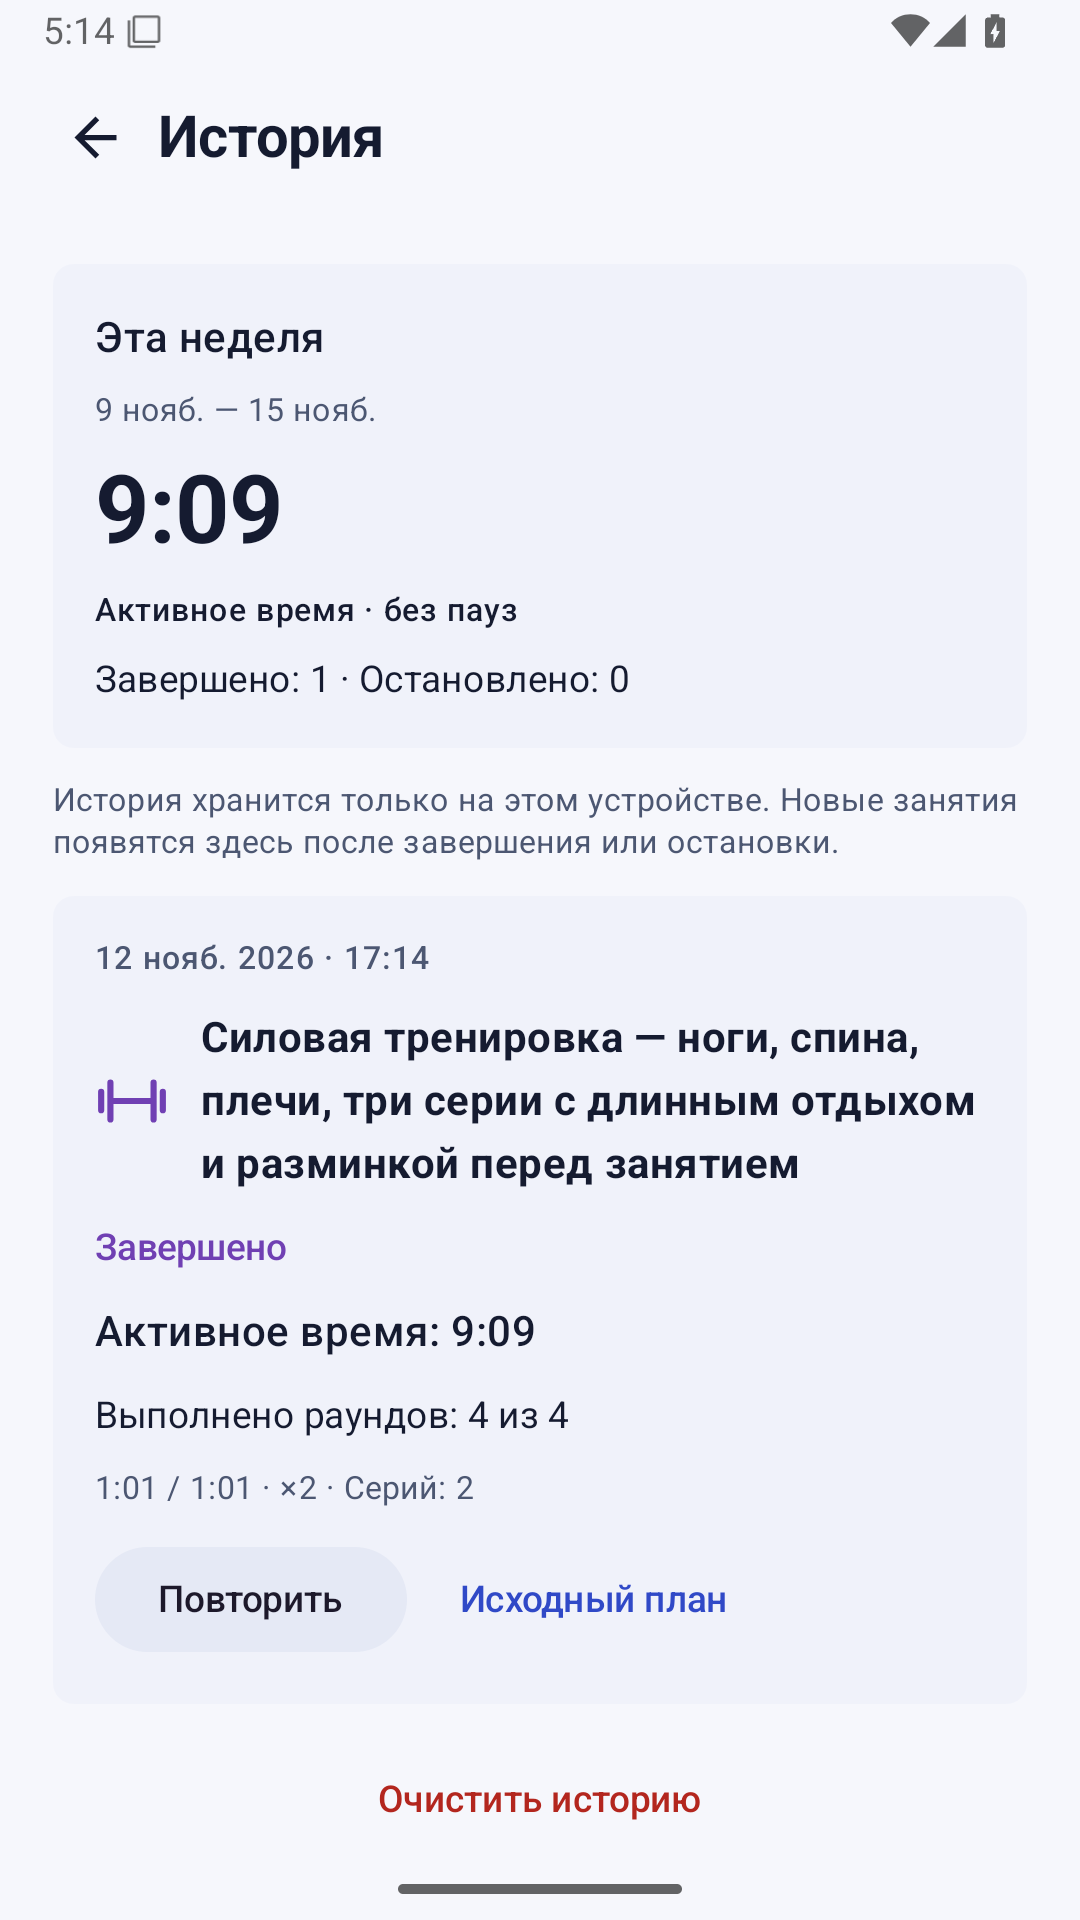 5:14
История
Эта неделя
9 нояб. — 15 нояб.
9:09
Активное время · без пауз
Завершено: 1 · Остановлено: 0
История хранится только на этом устройстве. Новые занятия
появятся здесь после завершения или остановки.
12 нояб. 2026 · 17:14
Силовая тренировка — ноги, спина,
плечи, три серии с длинным отдыхом
и разминкой перед занятием
Завершено
Активное время: 9:09
Выполнено раундов: 4 из 4
1:01 / 1:01 · ×2 · Серий: 2
Повторить
Исходный план
Очистить историю